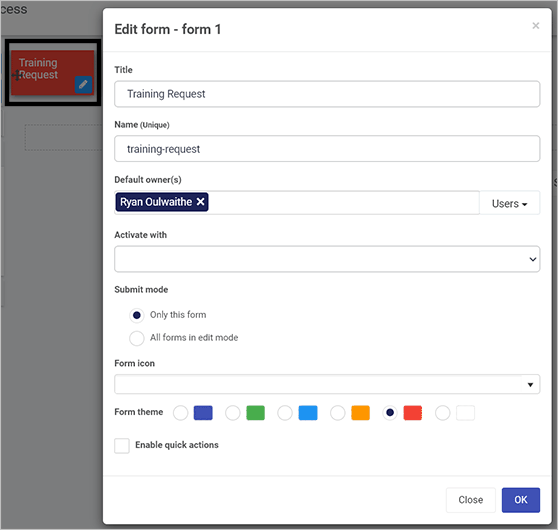 cess
Edit form - form 1
×
Training
Request
Title
Training Request
Name (Unique)
training-request
Default owner(s)
Ryan Oulwaithe ×
Users
Activate with
Submit mode
Only this form
All forms in edit mode
Form icon
Form theme
Enable quick actions
Close
OK